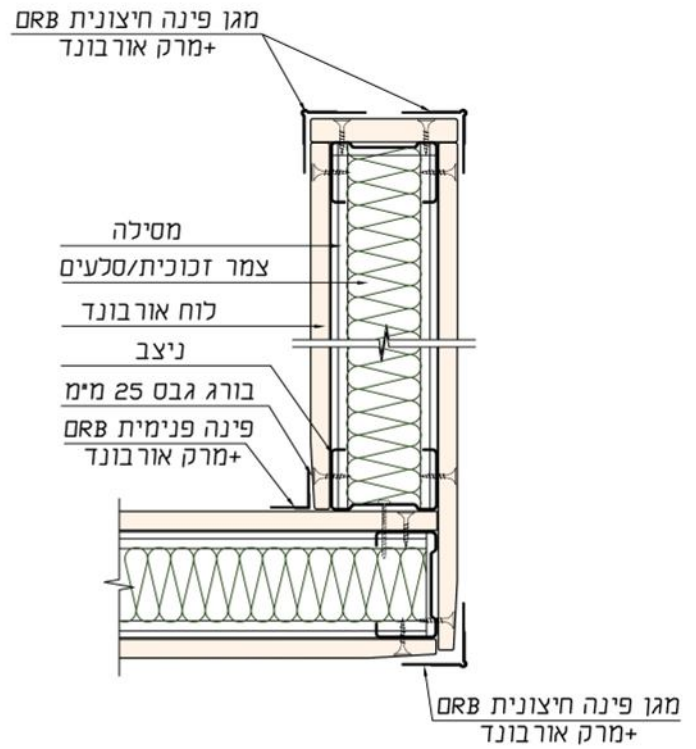 מגן פינה חיצונית ORB
+מרק אורבונד
מסילה
צמר זכוכית/סלעים
לוח אורבונד
ניצב
בורג גבס 25 מ"מ
פינה פנימית ORB
+מרק אורבונד
מגן פינה חיצונית ORB
+מרק אורבונד